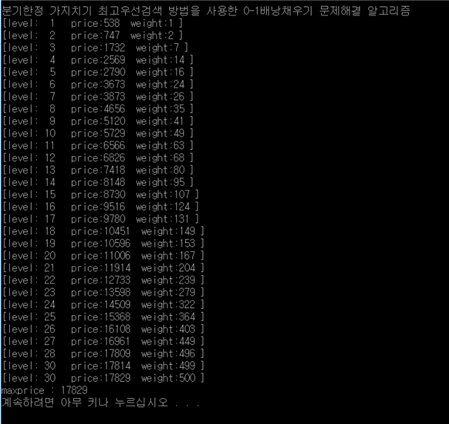 분기한정 가지치기 최고우선검색 방법을 사용한 0-1배낭채우기 문제해결 알고리즘
[level:  1   price:538  weight:1 ]
[level:  2   price:747  weight:2 ]
[level:  3   price:1732  weight:7 ]
[level:  4   price:2569  weight:14 ]
[level:  5   price:2790  weight:16 ]
[level:  6   price:3673  weight:24 ]
[level:  7   price:3873  weight:26 ]
[level:  8   price:4656  weight:35 ]
[level:  9   price:5120  weight:41 ]
[level: 10   price:5729  weight:49 ]
[level: 11   price:6566  weight:63 ]
[level: 12   price:6826  weight:68 ]
[level: 13   price:7418  weight:80 ]
[level: 14   price:8148  weight:95 ]
[level: 15   price:8730  weight:107 ]
[level: 16   price:9516  weight:124 ]
[level: 17   price:9780  weight:131 ]
[level: 18   price:10451  weight:149 ]
[level: 19   price:10596  weight:153 ]
[level: 20   price:11006  weight:167 ]
[level: 21   price:11914  weight:204 ]
[level: 22   price:12733  weight:239 ]
[level: 23   price:13598  weight:279 ]
[level: 24   price:14509  weight:322 ]
[level: 25   price:15368  weight:364 ]
[level: 26   price:16108  weight:403 ]
[level: 27   price:16961  weight:449 ]
[level: 28   price:17809  weight:496 ]
[level: 30   price:17814  weight:499 ]
[level: 30   price:17829  weight:500 ]
maxprice : 17829
계속하려면 아무 키나 누르십시오 . . .